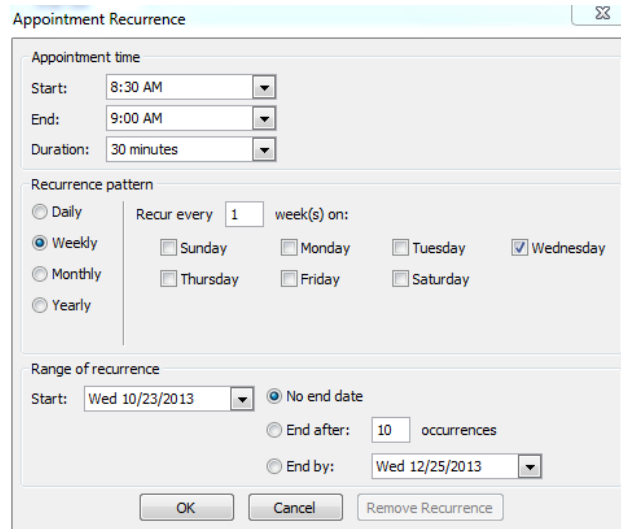 Appointment Recurrence
Appointment time
Start: 8:30 AM
End: 9:00 AM
Duration: 30 minutes
Recurrence pattern
Daily
Recur every 1 week(s) on:
Weekly
Sunday Monday Tuesday Wednesday
Monthly
Thursday Friday Saturday
Yearly
Range of recurrence
Start: Wed 10/23/2013 No end date
End after: 10 occurrences
End by: Wed 12/25/2013
OK Cancel Remove Recurrence